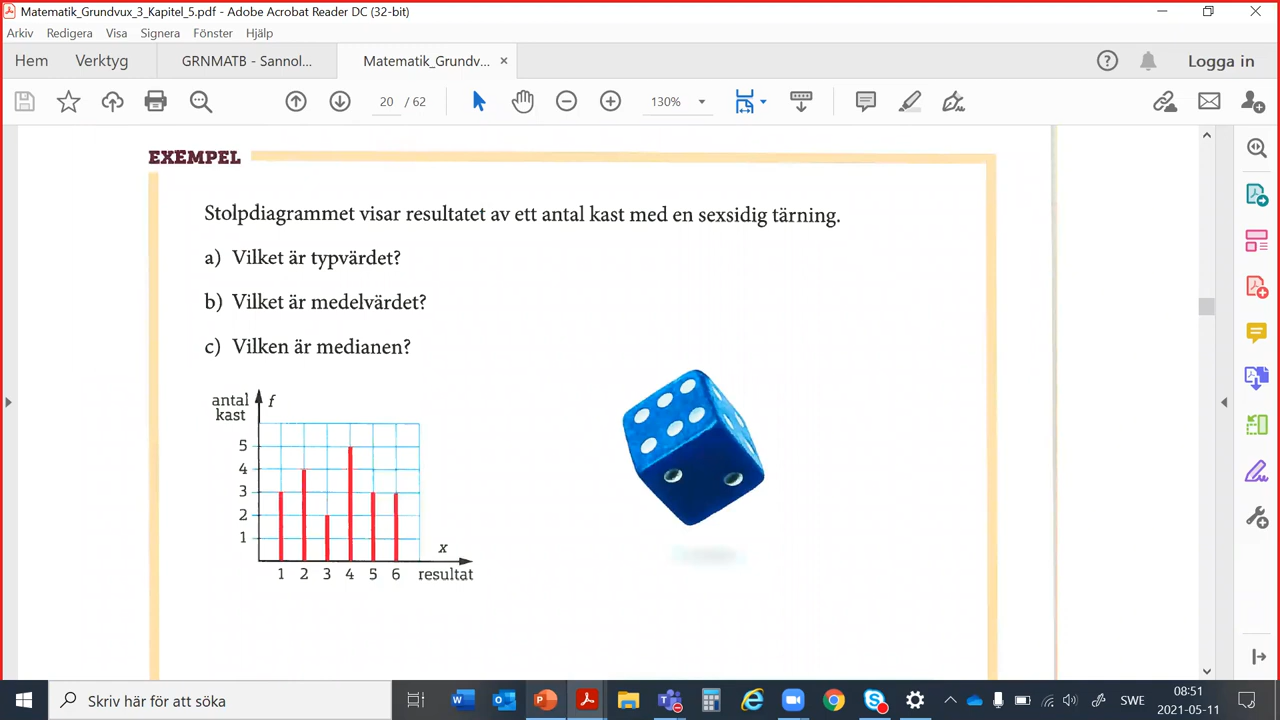 Matematik_Grundvux_3_Kapitel_5.pdf - Adobe Acrobat Reader DC (32-bit)
Arkiv Redigera Visa Signera Fönster Hjälp
Hem Verktyg GRNMATB - Sannol... Matematik_Grundv... × Logga in
20 / 62 130%
EXEMPEL
Stolpdiagrammet visar resultatet av ett antal kast med en sexsidig tärning.
a) Vilket är typvärdet?
b) Vilket är medelvärdet?
c) Vilken är medianen?
antal f
kast
5
4
3
2
1
x
1 2 3 4 5 6 resultat
Skriv här för att söka
SWE
08:51
2021-05-11